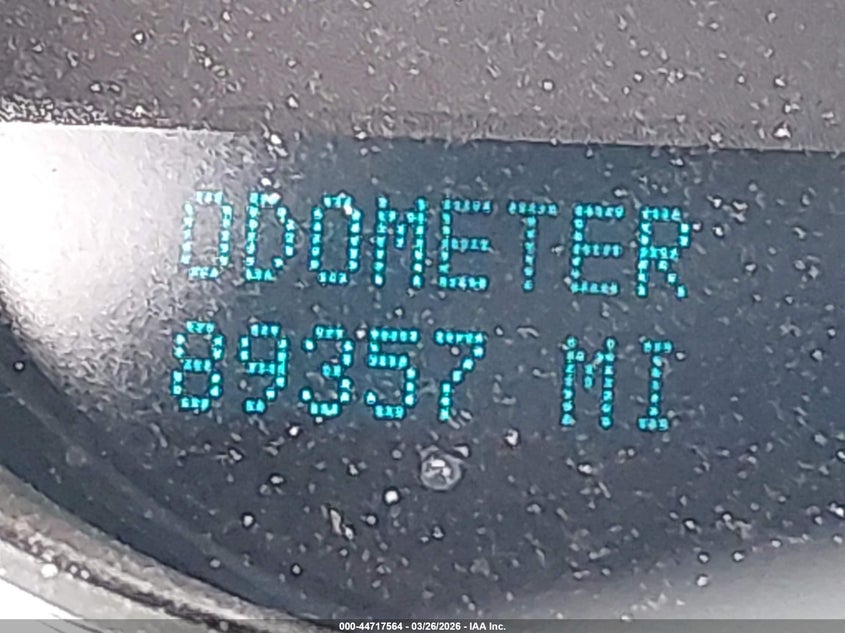 ODOMETER
89357 MI
000-44717564 - 03/26/2026 - IAA Inc.